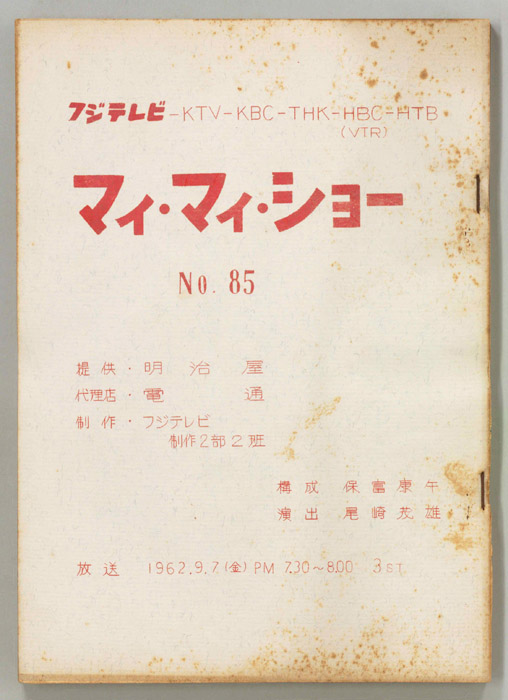 フジテレビ-KTV-KBC-THK-HBC-HTB
(VTR)
マイ・マイ・ショー
No. 85
提供・明治屋
代理店・電通
制作・フジテレビ
制作2部2班
構成 保富康午
演出 尾崎茂雄
放送 1962.9.7(金)PM 7.30～8.00 3ST